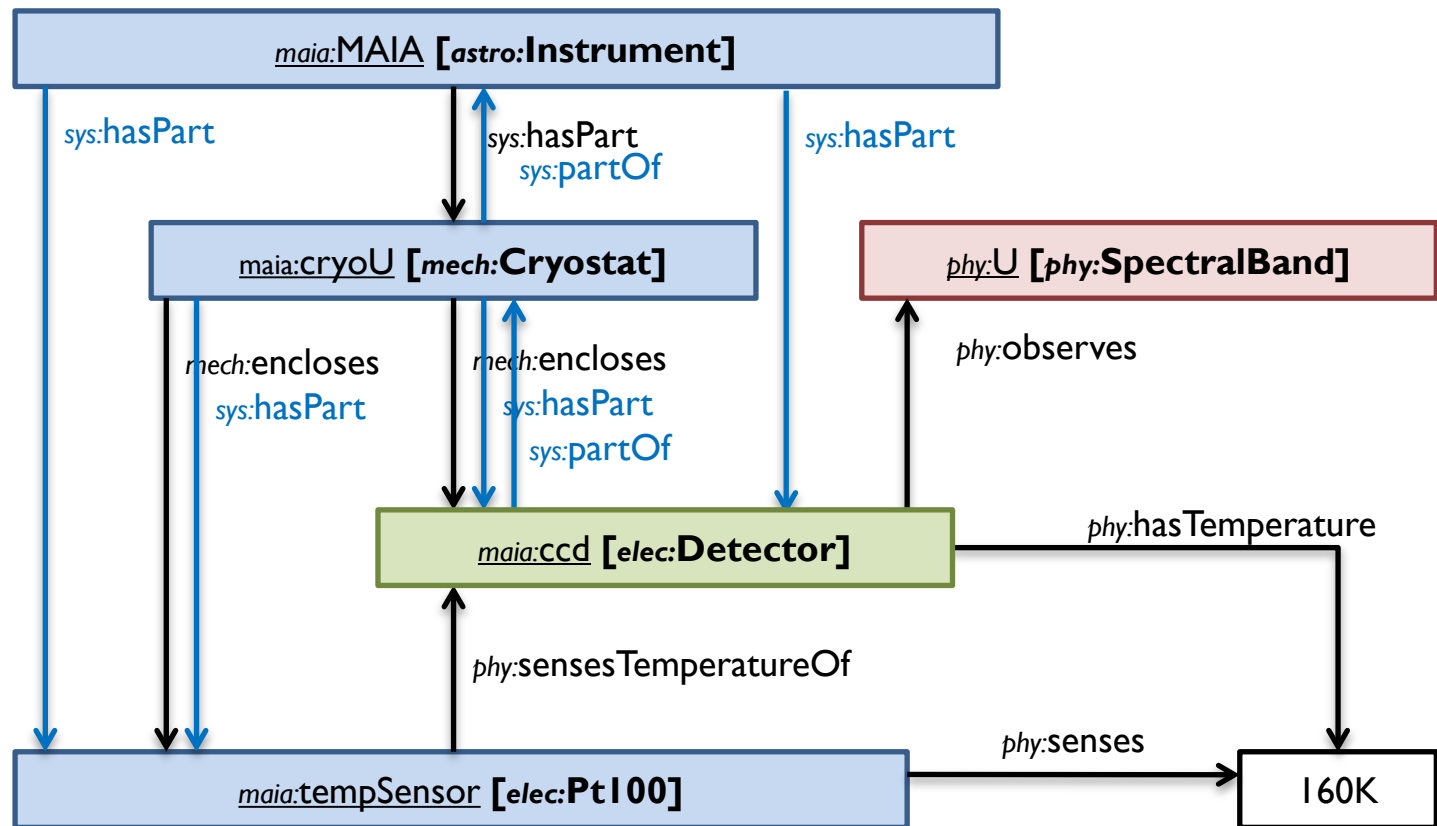 maia:MAIA [astro:Instrument]
sys:hasPart
sys:hasPart
sys:partOf
sys:hasPart
maia:cryoU [mech:Cryostat]
phy:U [phy:SpectralBand]
mech:encloses
sys:hasPart
mech:encloses
sys:hasPart
sys:partOf
phy:observes
maia:ccd [elec:Detector]
phy:hasTemperature
phy:sensesTemperatureOf
phy:senses
maia:tempSensor [elec:Pt100]
160K